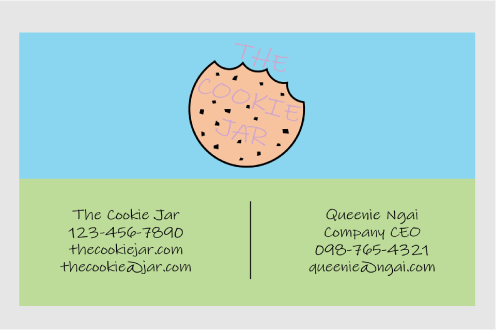 THE
COOKIE
JAR
The Cookie Jar
123-456-7890
thecookiejar.com
thecookie@jar.com
Queenie Ngai
Company CEO
098-765-4321
queenie@ngai.com